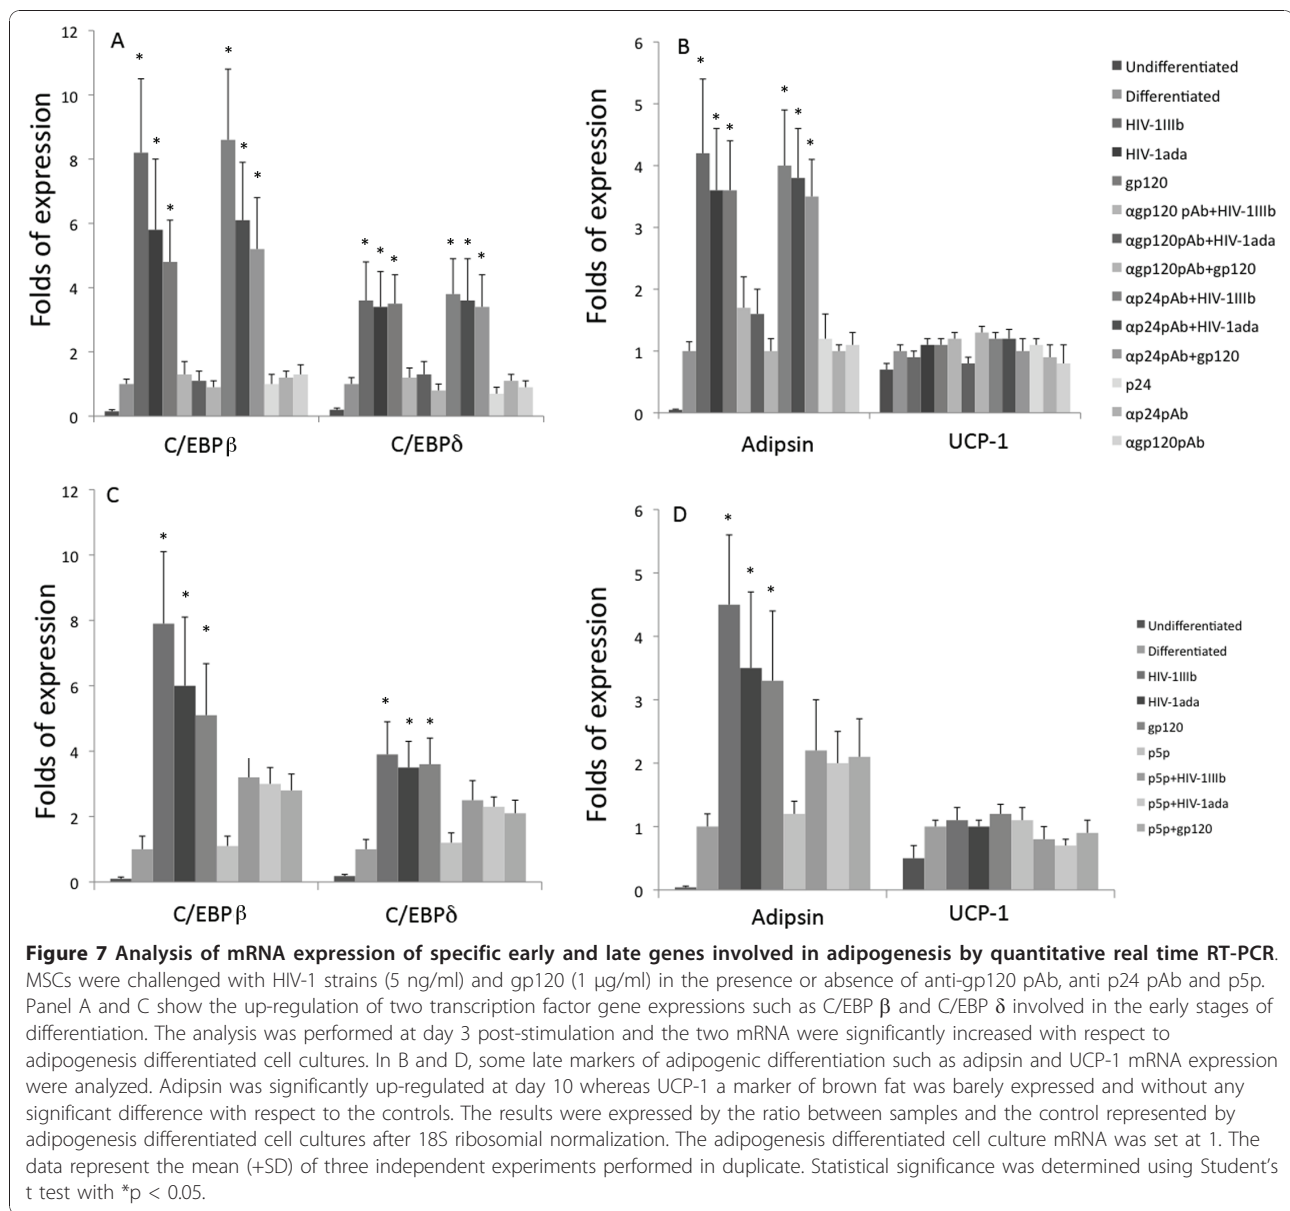 A
12
10
8
6
4
2
0
Folds of expression
* * * * * * * * * * * *
C/EBPβ
C/EBPδ
B
6
5
4
3
2
1
0
Folds of expression
* * * * * *
Adipsin
UCP-1
Undifferentiated
Differentiated
HIV-1IIIb
HIV-1ada
gp120
αgp120 pAb+HIV-1IIIb
αgp120pAb+HIV-1ada
αgp120pAb+gp120
αp24pAb+HIV-1IIIb
αp24pAb+HIV-1ada
αp24pAb+gp120
p24
αp24pAb
αgp120pAb
C
12
10
8
6
4
2
0
Folds of expression
* * * * * *
C/EBPβ
C/EBPδ
D
6
5
4
3
2
1
0
Folds of expression
* * *
Adipsin
UCP-1
Undifferentiated
Differentiated
HIV-1IIIb
HIV-1ada
gp120
p5p
p5p+HIV-1IIIb
p5p+HIV-1ada
p5p+gp120
Figure 7 Analysis of mRNA expression of specific early and late genes involved in adipogenesis by quantitative real time RT-PCR.
MSCs were challenged with HIV-1 strains (5 ng/ml) and gp120 (1 μg/ml) in the presence or absence of anti-gp120 pAb, anti p24 pAb and p5p.
Panel A and C show the up-regulation of two transcription factor gene expressions such as C/EBP β and C/EBP δ involved in the early stages of
differentiation. The analysis was performed at day 3 post-stimulation and the two mRNA were significantly increased with respect to
adipogenesis differentiated cell cultures. In B and D, some late markers of adipogenic differentiation such as adipsin and UCP-1 mRNA expression
were analyzed. Adipsin was significantly up-regulated at day 10 whereas UCP-1 a marker of brown fat was barely expressed and without any
significant difference with respect to the controls. The results were expressed by the ratio between samples and the control represented by
adipogenesis differentiated cell cultures after 18S ribosomial normalization. The adipogenesis differentiated cell culture mRNA was set at 1. The
data represent the mean (+SD) of three independent experiments performed in duplicate. Statistical significance was determined using Student's
t test with *p < 0.05.